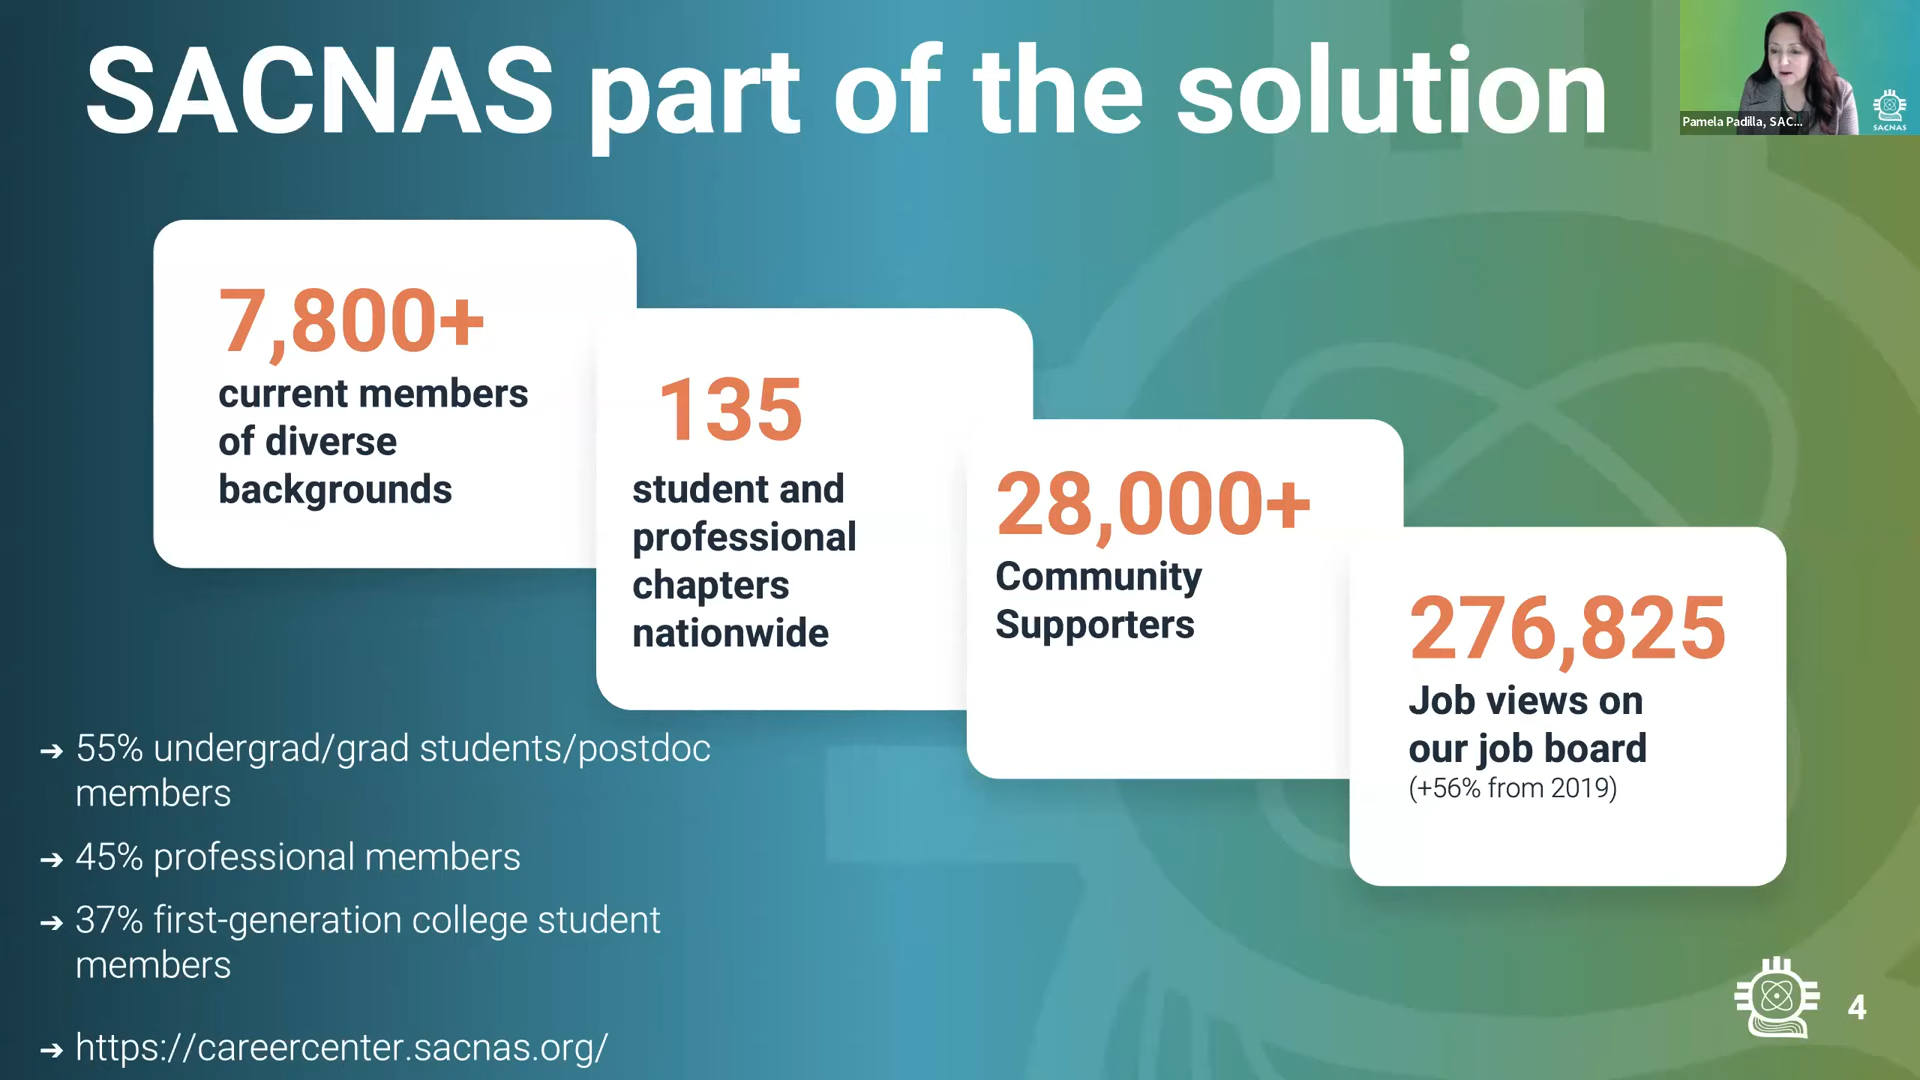 SACNAS part of the solution
Pamela Padilla, SAC...
SACNAS
7,800+
current members
of diverse
backgrounds
135
student and
professional
chapters
nationwide
28,000+
Community
Supporters
276,825
Job views on
our job board
(+56% from 2019)
➔ 55% undergrad/grad students/postdoc
members
➔ 45% professional members
➔ 37% first-generation college student
members
➔ https://careercenter.sacnas.org/
4